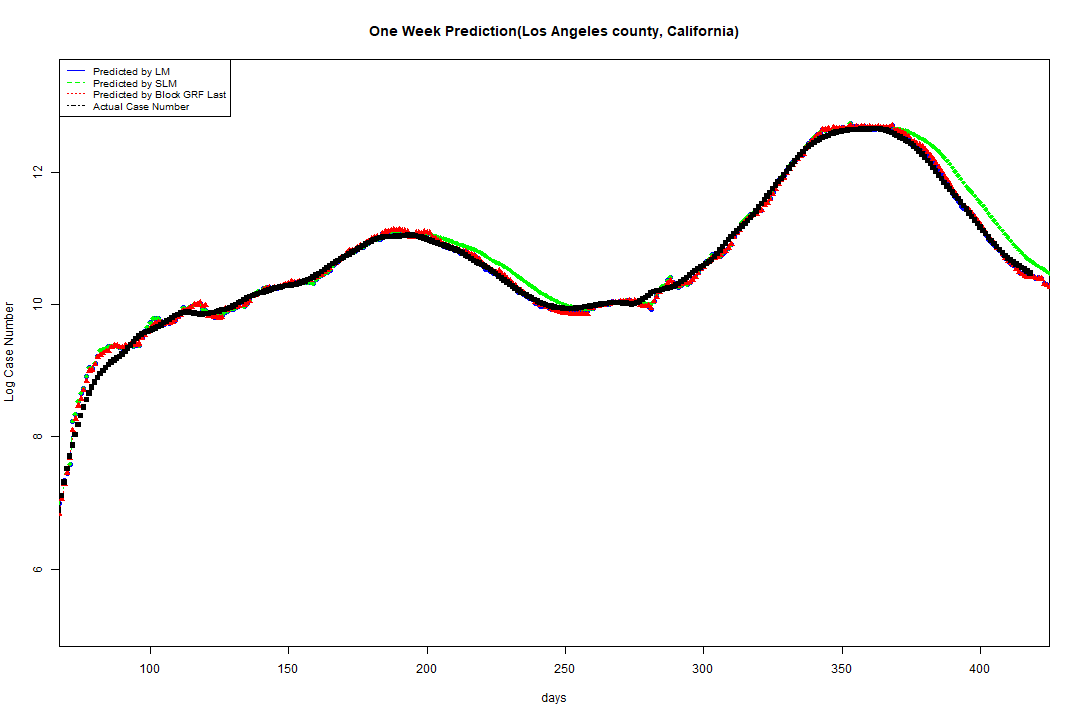 One Week Prediction(Los Angeles county, California)
Predicted by LM
Predicted by SLM
Predicted by Block GRF Last
Actual Case Number
Log Case Number
12
10
8
6
100 150 200 250 300 350 400
days